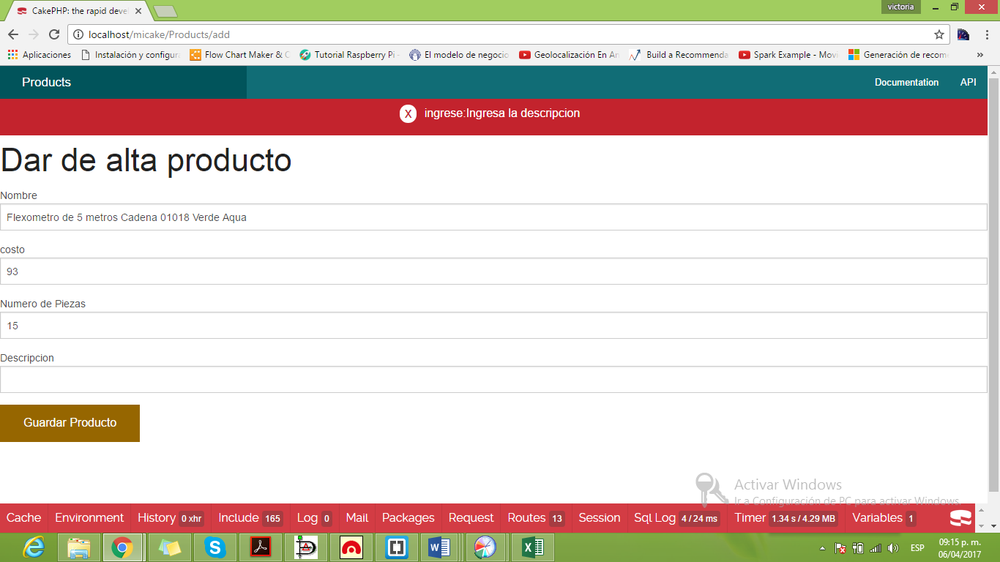 victoria
CakePHP: the rapid devel
localhost/micake/Products/add
Aplicaciones Instalación y configura Flow Chart Maker & C Tutorial Raspberry Pi - El modelo de negocio Geolocalización En An Build a Recommenda Spark Example - Movi Generación de recom »
Products Documentation API
X ingrese:Ingresa la descripcion
Dar de alta producto
Nombre
Flexometro de 5 metros Cadena 01018 Verde Aqua
costo
93
Numero de Piezas
15
Descripcion
Guardar Producto
Activar Windows
Ir a Configuración de PC para activar Windows.
Cache Environment History 0 xhr Include 165 Log 0 Mail Packages Request Routes 13 Session Sql Log 4 / 24 ms Timer 1.34 s / 4.29 MB Variables 1
ESP
09:15 p. m.
06/04/2017